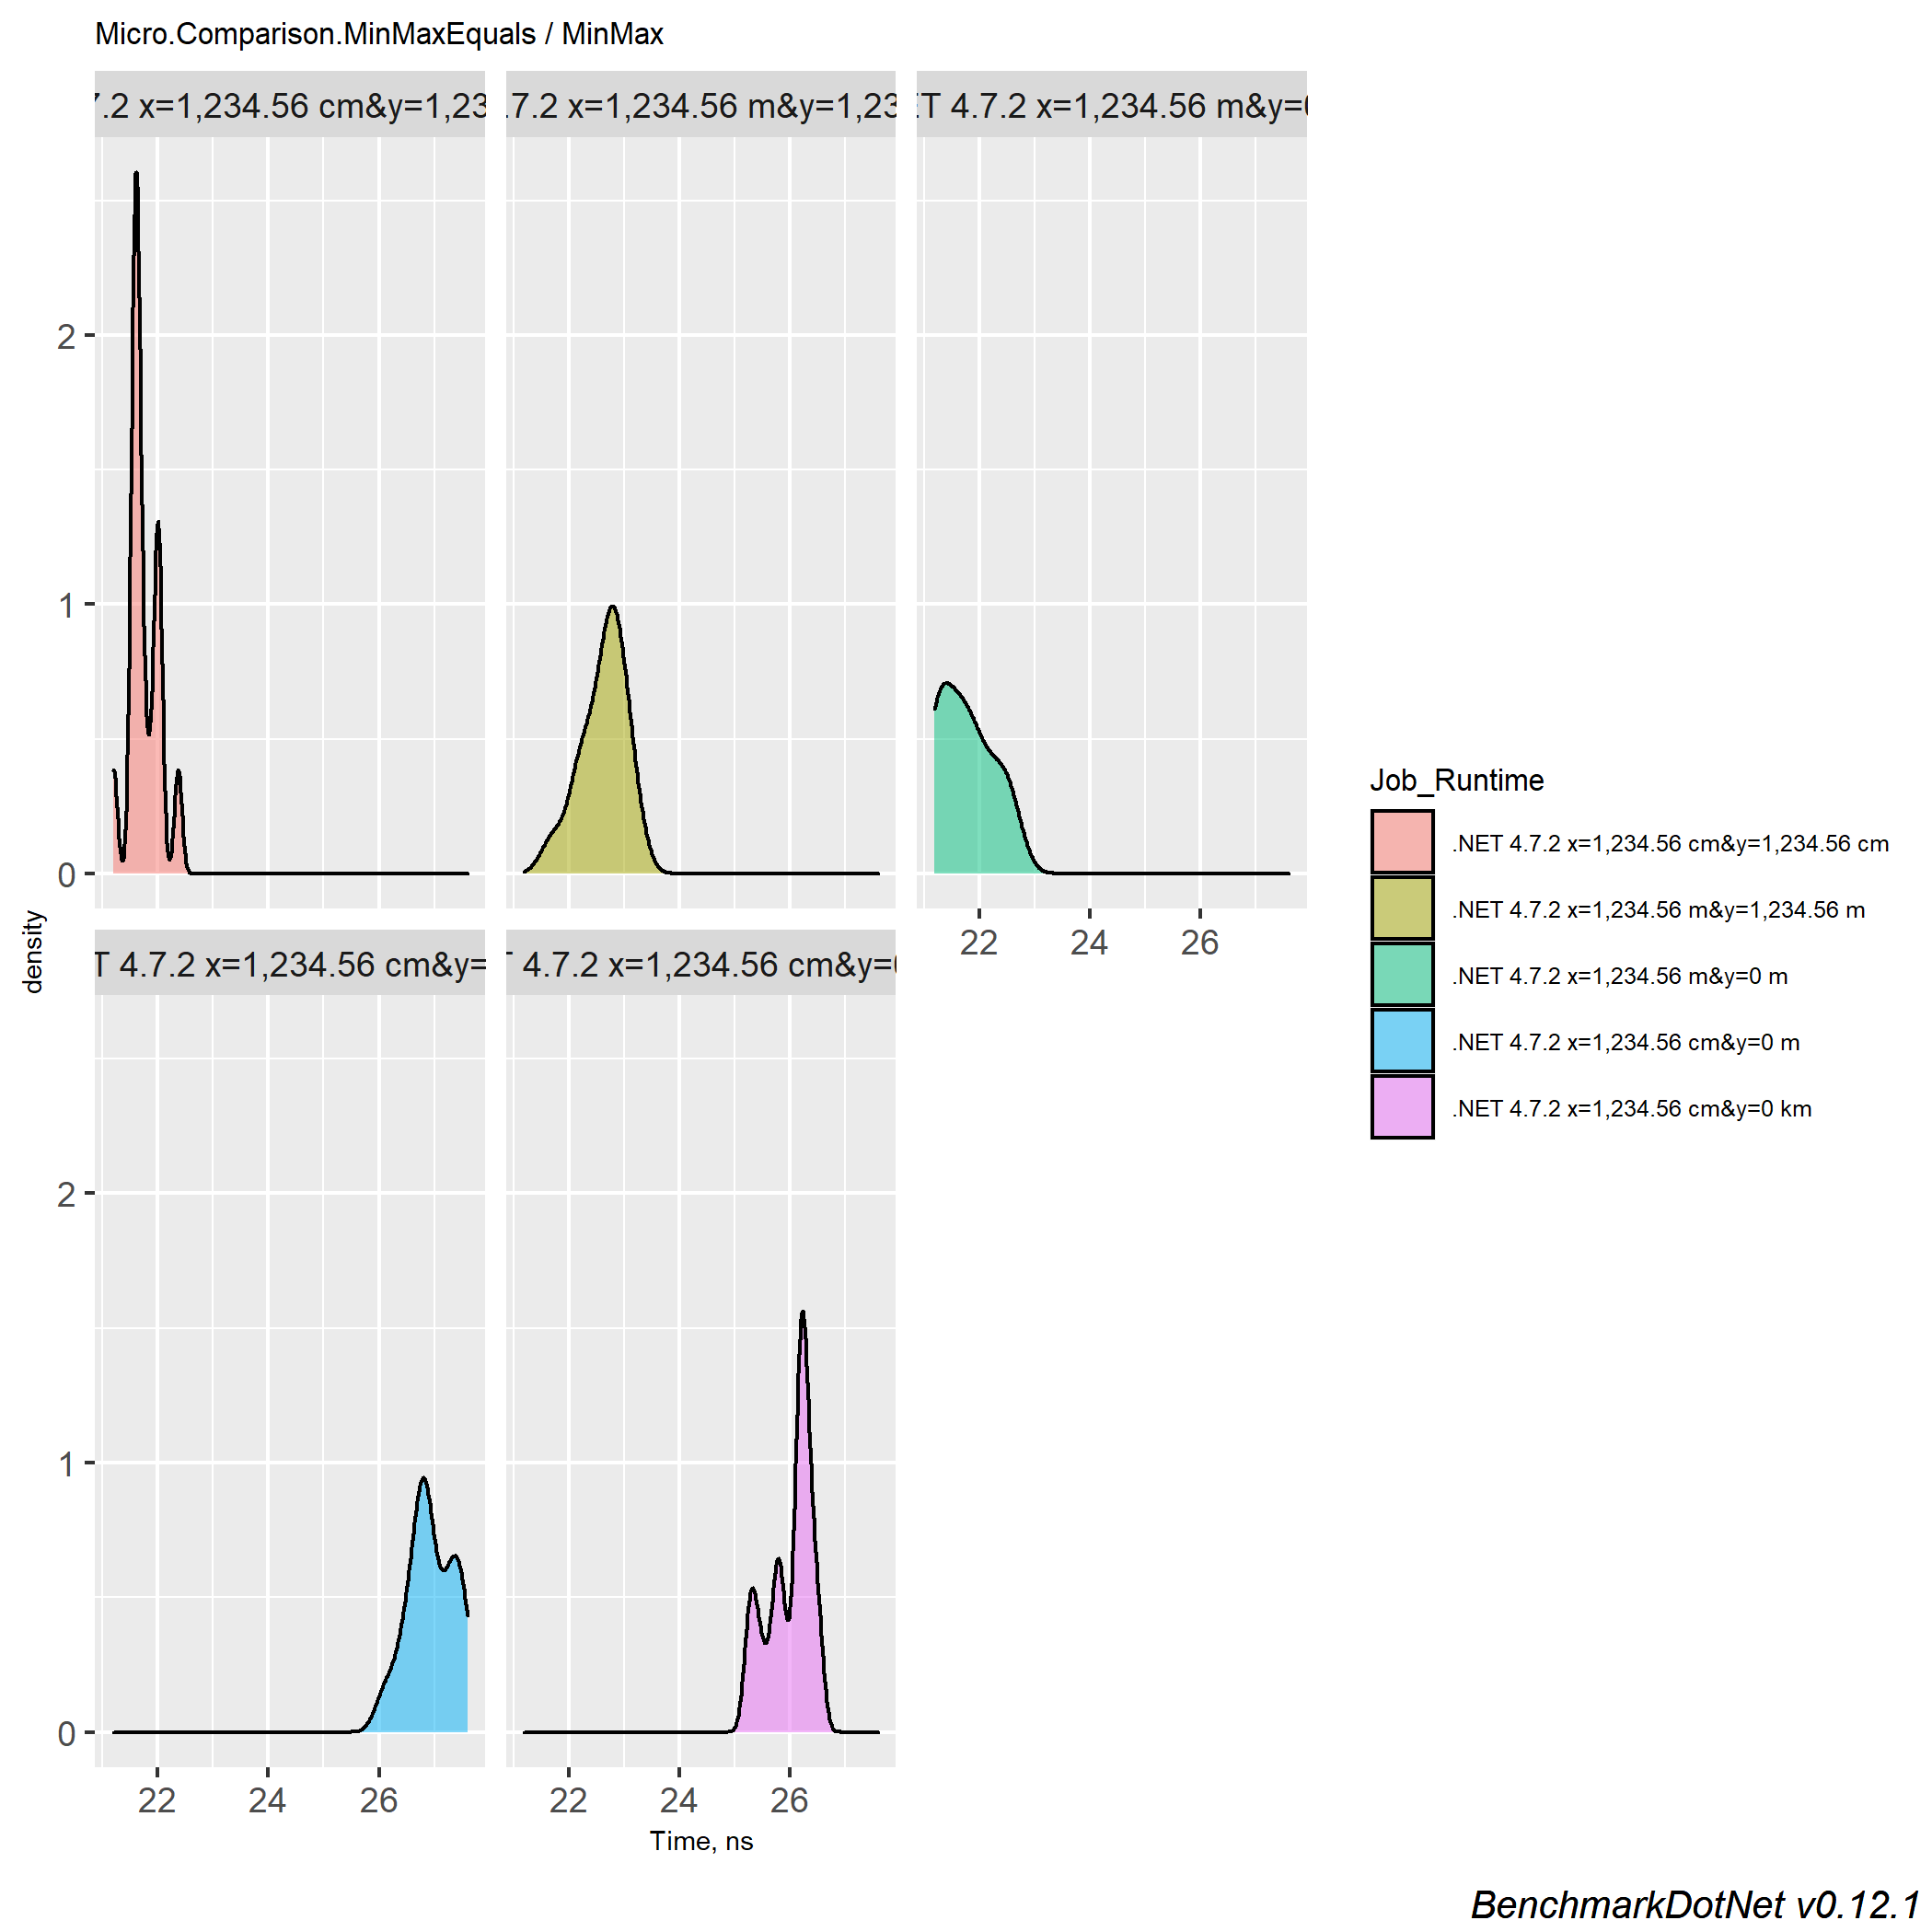 Micro.Comparison.MinMaxEquals / MinMax
7.2 x=1,234.56 cm&y=1,23
.7.2 x=1,234.56 m&y=1,23
ET 4.7.2 x=1,234.56 m&y=0
2
1
0
22 24 26
density
T 4.7.2 x=1,234.56 cm&y=
T 4.7.2 x=1,234.56 cm&y=0
2
1
0
22 24 26
22 24 26
Time, ns
Job_Runtime
.NET 4.7.2 x=1,234.56 cm&y=1,234.56 cm
.NET 4.7.2 x=1,234.56 m&y=1,234.56 m
.NET 4.7.2 x=1,234.56 m&y=0 m
.NET 4.7.2 x=1,234.56 cm&y=0 m
.NET 4.7.2 x=1,234.56 cm&y=0 km
BenchmarkDotNet v0.12.1